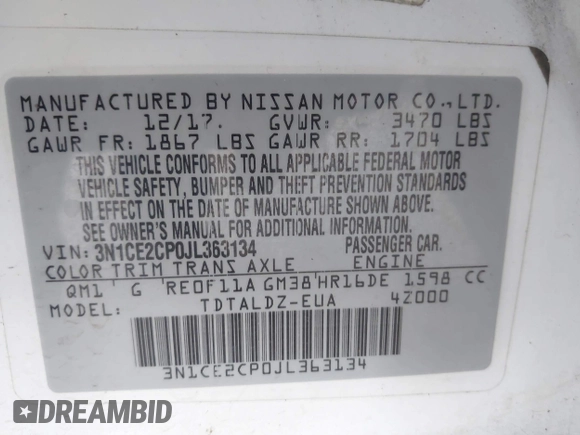 MANUFACTURED BY NISSAN MOTOR CO.,LTD.
DATE: 12/17. GVWR: 3470 LBS
GAWR FR: 1867 LBS GAWR RR: 1704 LBS
THIS VEHICLE CONFORMS TO ALL APPLICABLE FEDERAL MOTOR
VEHICLE SAFETY, BUMPER AND THEFT PREVENTION STANDARDS
IN EFFECT ON THE DATE OF MANUFACTURE SHOWN ABOVE.
SEE OWNER'S MANUAL FOR ADDITIONAL INFORMATION.
VIN: 3N1CE2CP0JL363134 PASSENGER CAR.
COLOR TRIM TRANS AXLE ENGINE
QM1 G RE0F11A GM38 HR16DE 1598 CC
MODEL: TDTALDZ-EUA 4Z000
3N1CE2CP0JL363134
DREAMBID